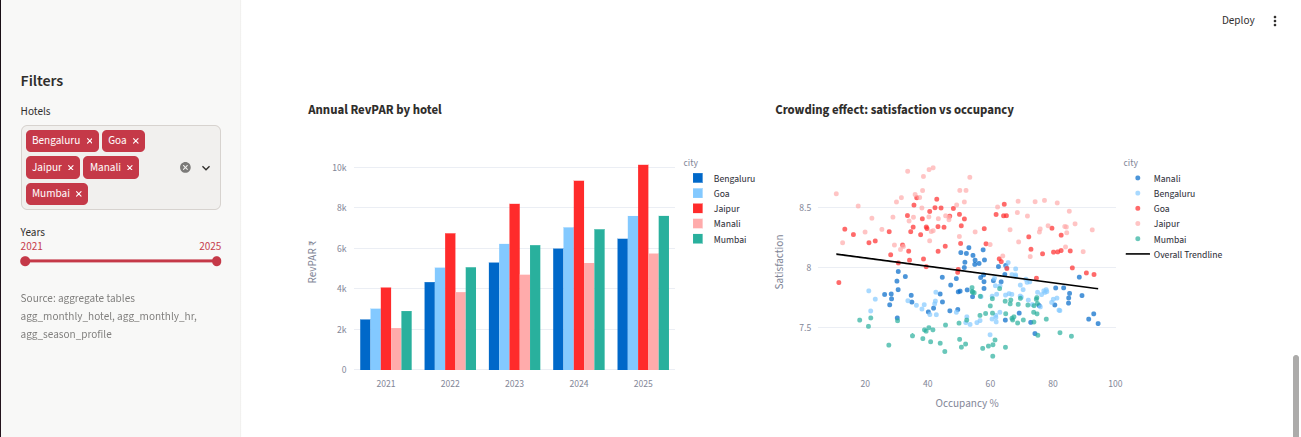 Deploy
Filters
Hotels
Bengaluru × Goa ×
Jaipur × Manali ×
Mumbai ×
Years
2021 2025
Source: aggregate tables
agg_monthly_hotel, agg_monthly_hr,
agg_season_profile
Annual RevPAR by hotel
RevPAR ₹
10k
8k
6k
4k
2k
0
2021 2022 2023 2024 2025
city
Bengaluru
Goa
Jaipur
Manali
Mumbai
Crowding effect: satisfaction vs occupancy
Satisfaction
8.5
8
7.5
20 40 60 80 100
Occupancy %
city
Manali
Bengaluru
Goa
Jaipur
Mumbai
Overall Trendline